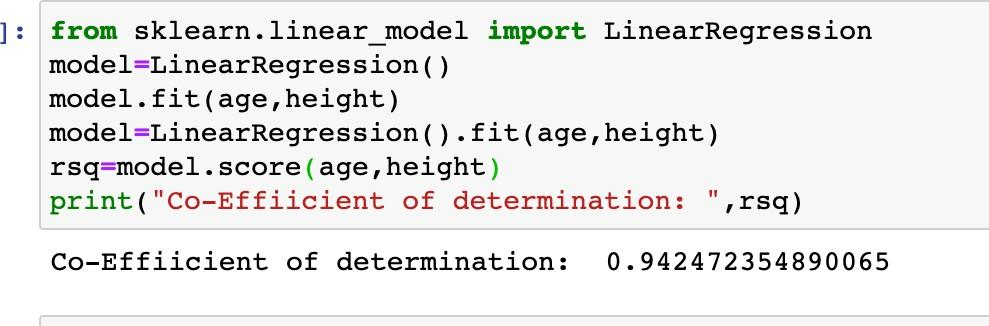 ]:
from sklearn.linear_model import LinearRegression
model=LinearRegression()
model.fit(age,height)
model=LinearRegression().fit(age,height)
rsq=model.score(age,height)
print("Co-Effiicient of determination: ",rsq)
Co-Effiicient of determination:  0.942472354890065